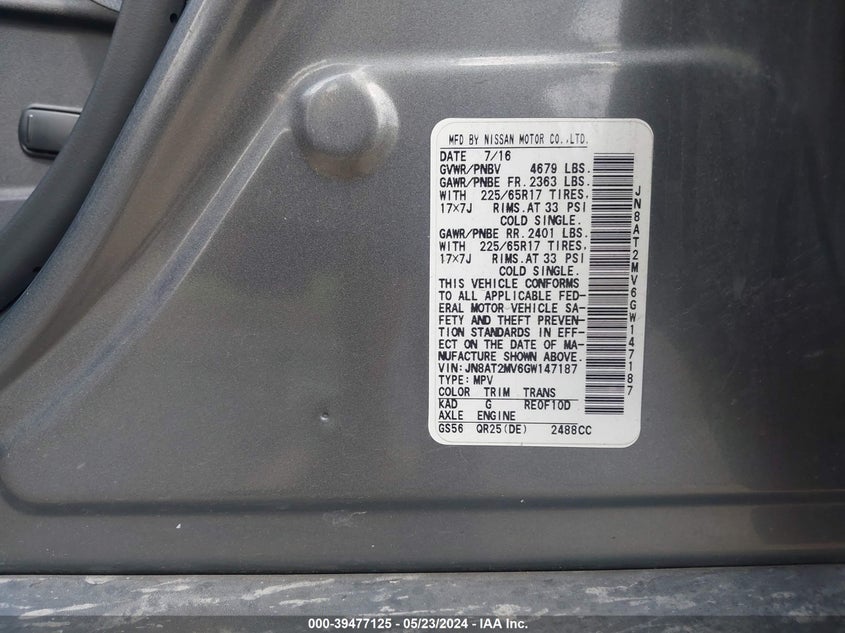 MFD BY NISSAN MOTOR CO.,LTD.
DATE 7/16
GVWR/PNBV 4679 LBS.
GAWR/PNBE FR.2363 LBS.
WITH 225/65R17 TIRES,
17×7J RIMS.AT 33 PSI
COLD SINGLE.
GAWR/PNBE RR.2401 LBS.
WITH 225/65R17 TIRES,
17×7J RIMS.AT 33 PSI
COLD SINGLE.
THIS VEHICLE CONFORMS
TO ALL APPLICABLE FED-
ERAL MOTOR VEHICLE SA-
FETY AND THEFT PREVEN-
TION STANDARDS IN EFF-
ECT ON THE DATE OF MA-
NUFACTURE SHOWN ABOVE.
VIN:JN8AT2MV6GW147187
TYPE:MPV
COLOR TRIM TRANS
KAD G RE0F10D
AXLE ENGINE
GS56 QR25(DE) 2488CC
JN8AT2MV6GW147187
000-39477125 - 05/23/2024 - IAAI.COM